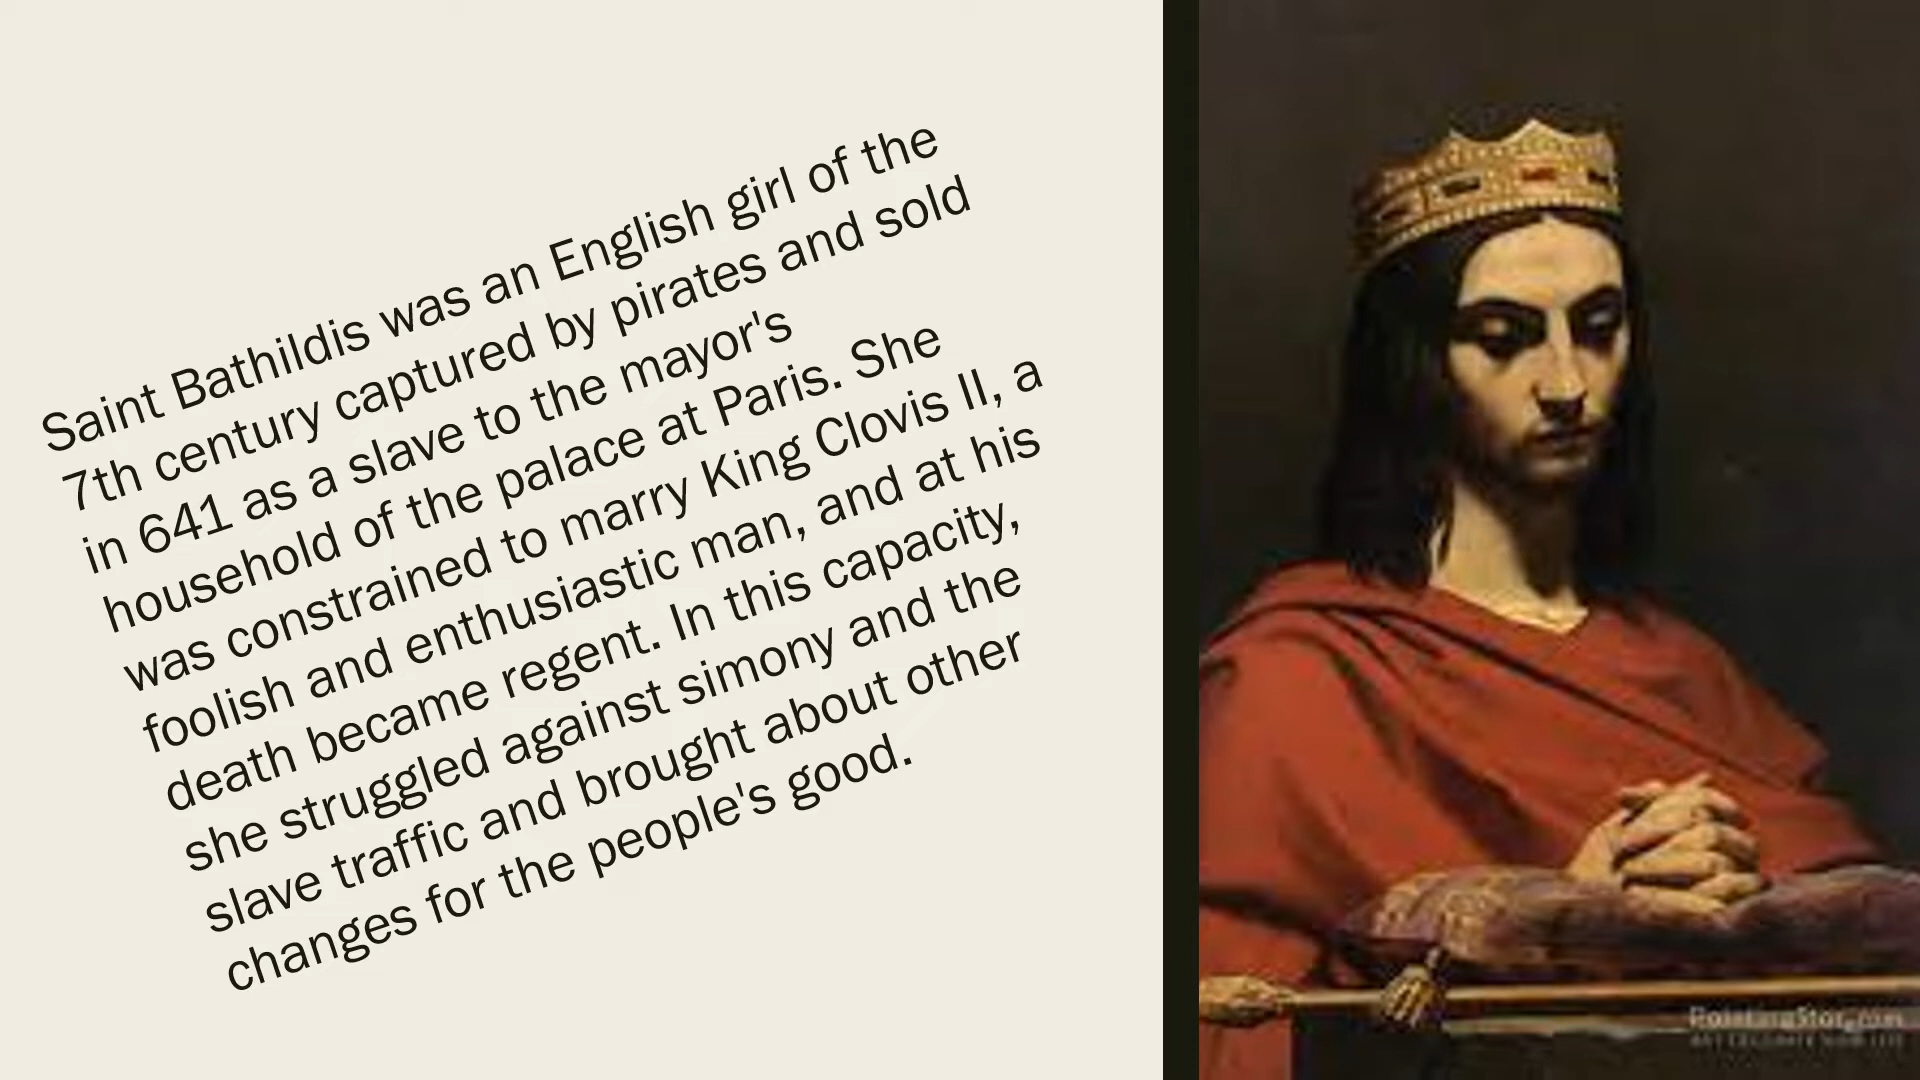 Saint Bathildis was an English girl of the
7th century captured by pirates and sold
in 641 as a slave to the mayor's
household of the palace at Paris. She
was constrained to marry King Clovis II, a
foolish and enthusiastic man, and at his
death became regent. In this capacity,
she struggled against simony and the
slave traffic and brought about other
changes for the people's good.